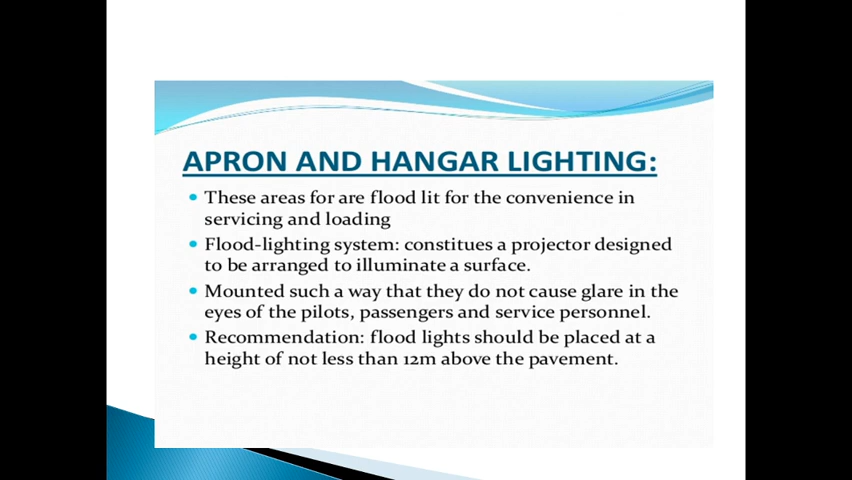 APRON AND HANGAR LIGHTING:
• These areas for are flood lit for the convenience in
servicing and loading
• Flood-lighting system: constitues a projector designed
to be arranged to illuminate a surface.
• Mounted such a way that they do not cause glare in the
eyes of the pilots, passengers and service personnel.
• Recommendation: flood lights should be placed at a
height of not less than 12m above the pavement.